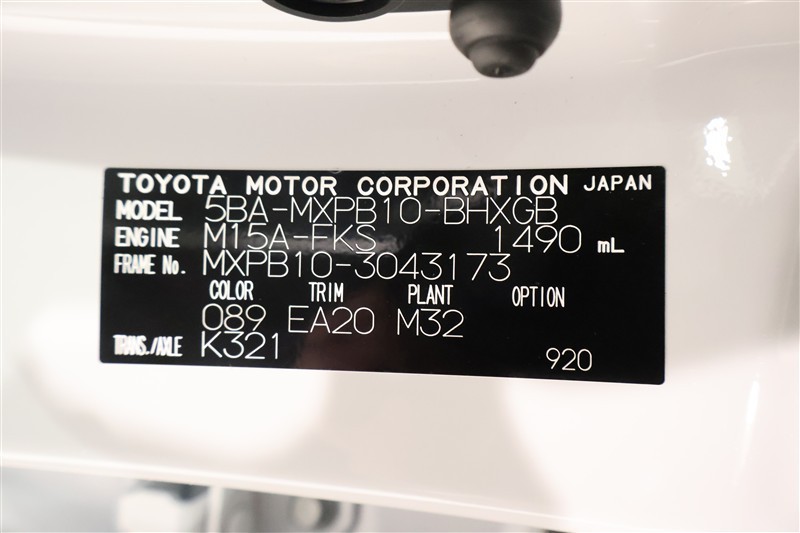 TOYOTA MOTOR CORPORATION JAPAN
MODEL 5BA-MXPB10-BHXGB
ENGINE M15A-FKS 1490 mL
FRAME No. MXPB10-3043173
COLOR TRIM PLANT OPTION
089 EA20 M32
TRANS./AXLE K321
920